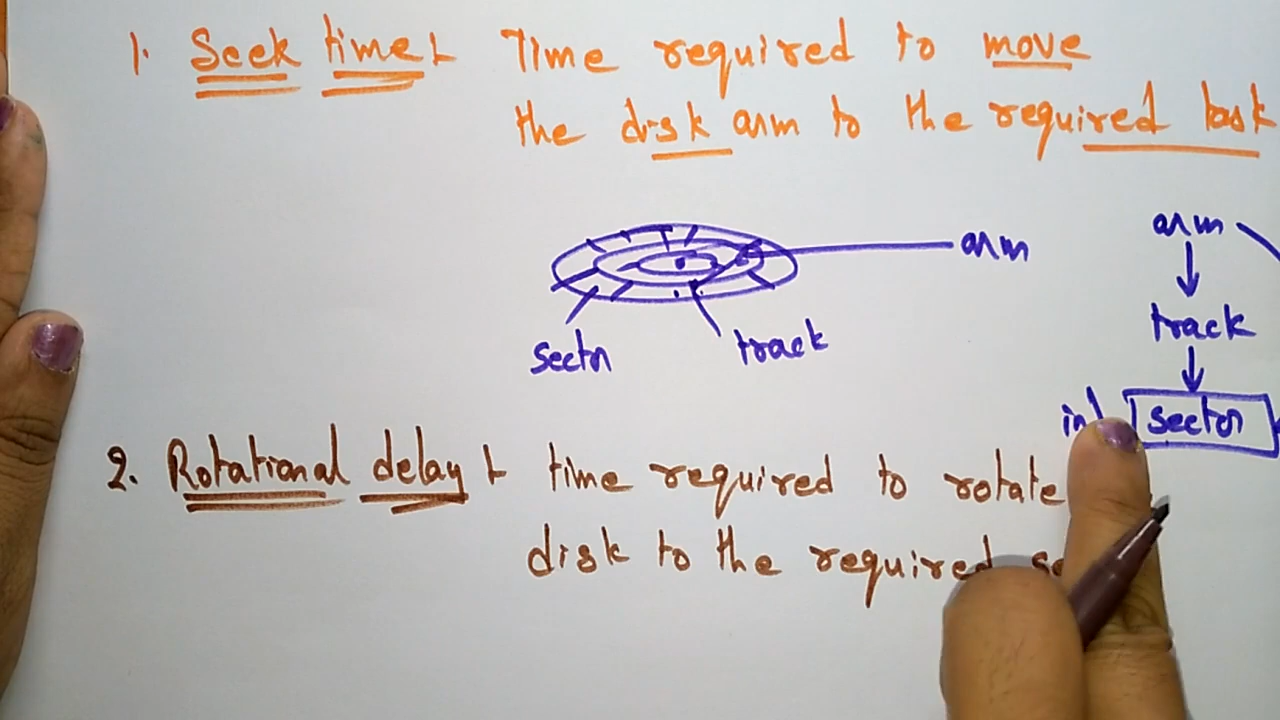 1. Seek time :- Time required to move
the disk arm to the required task
arm
arm
track
sector
track
sector
2. Rotational delay :- time required to rotate
disk to the required